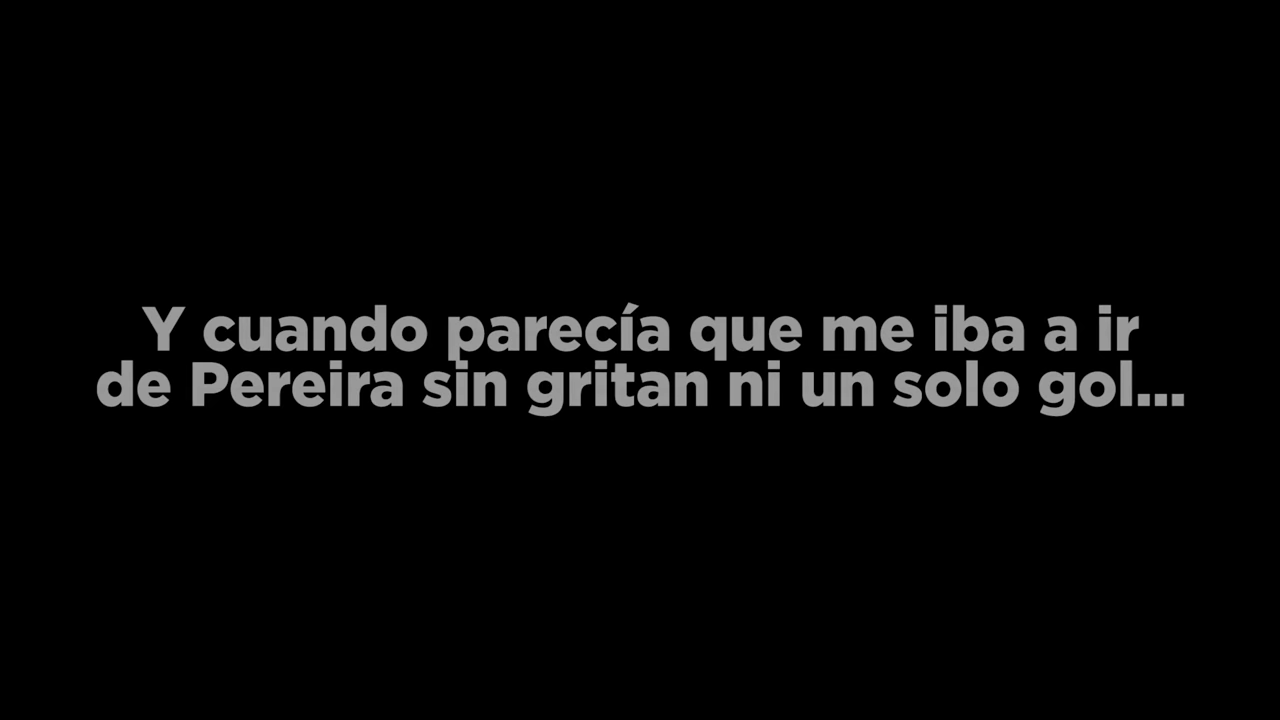 Y cuando parecía que me iba a ir
de Pereira sin gritan ni un solo gol...